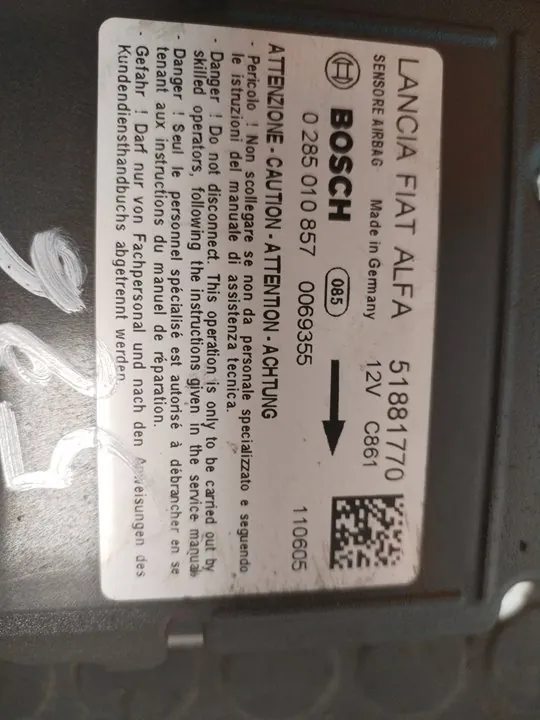 LANCIA FIAT ALFA 51881770
SENSORE AIRBAG Made in Germany 12V C861
BOSCH 085
0 285 010 857 0069355 110605
ATTENZIONE - CAUTION - ATTENTION - ACHTUNG
- Pericolo ! Non scollegare se non da personale specializzato e seguendo
le istruzioni del manuale di assistenza tecnica.
- Danger ! Do not disconnect. This operation is only to be carried out by
skilled operators, following the instructions given in the service manual.
- Danger ! Seul le personnel spécialisé est autorisé à débrancher en se
tenant aux instructions du manuel de réparation.
- Gefahr ! Darf nur von Fachpersonal und nach den Anweisungen des
Kundendiensthandbuchs abgetrennt werden.